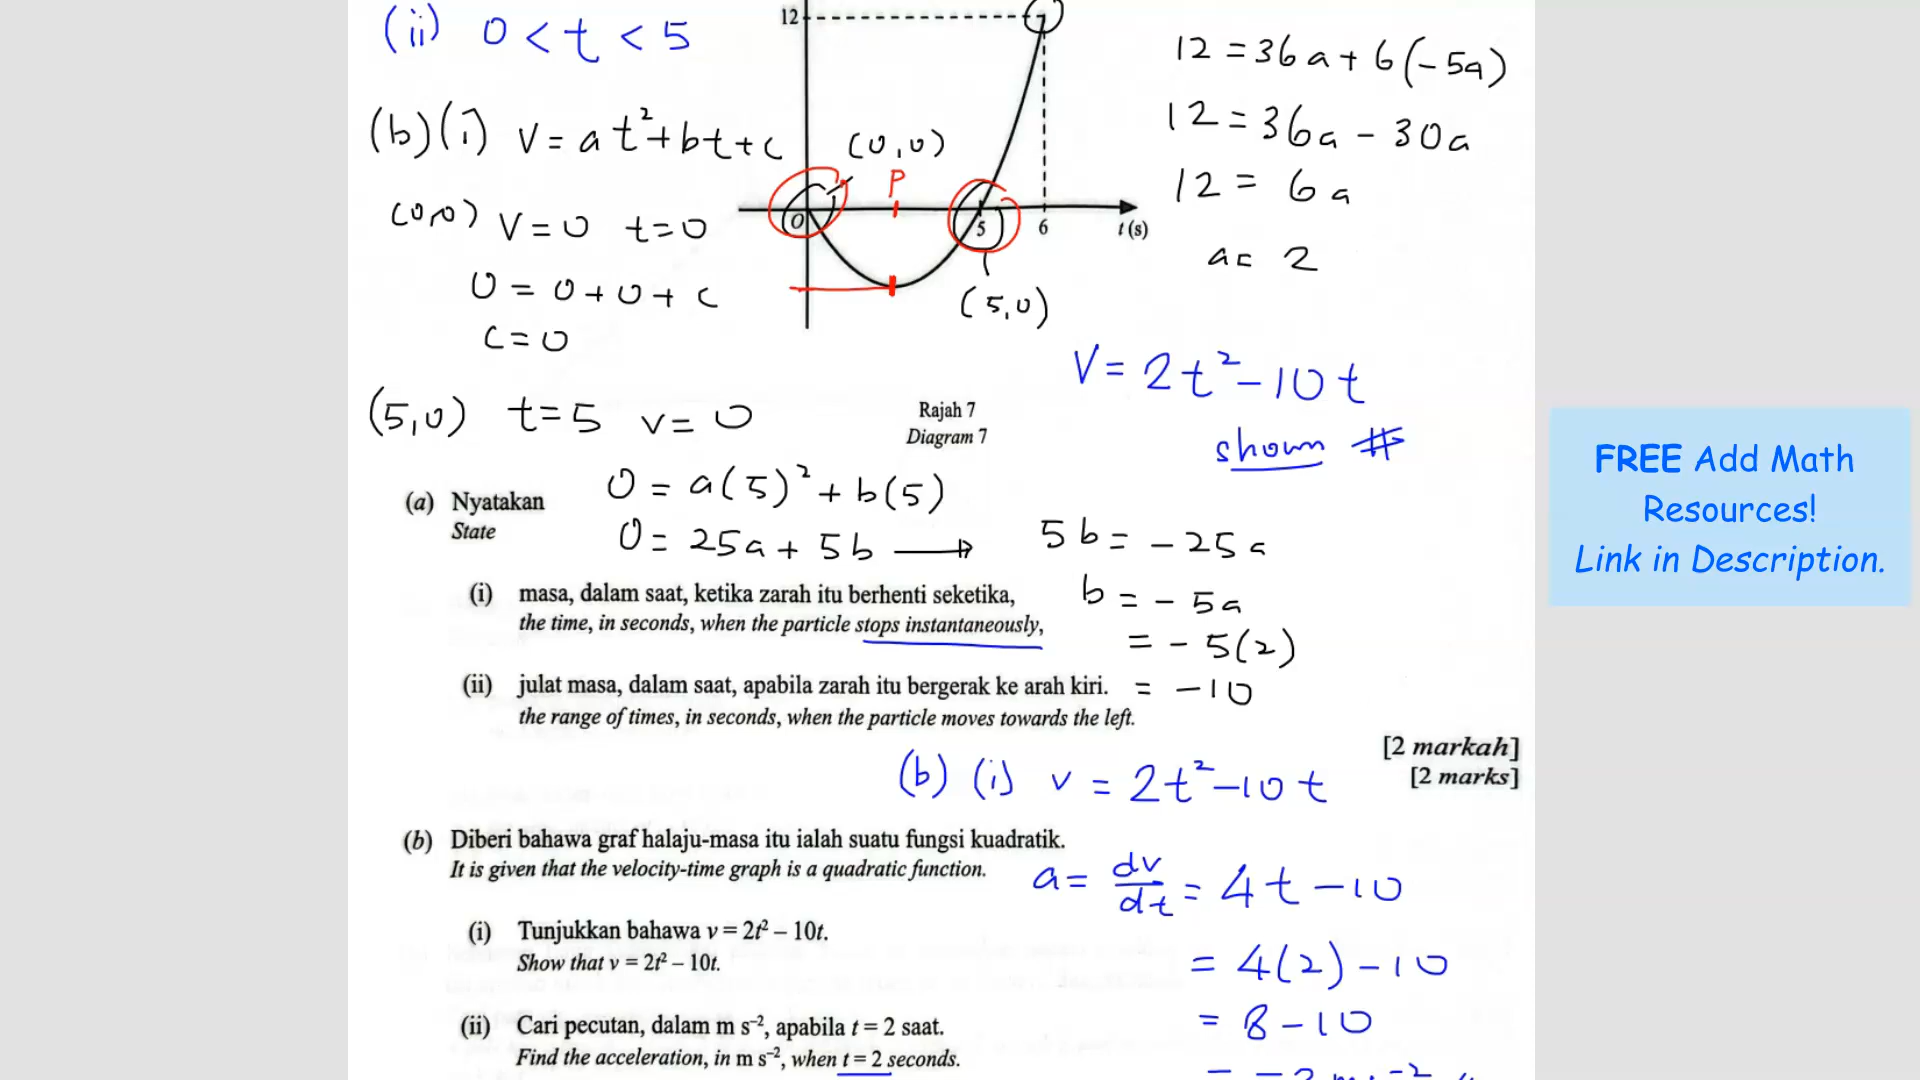 (ii) 0 < t < 5
12
12 = 36a + 6(-5a)
12 = 36a - 30a
12 = 6a
a = 2
(b)(i) v = at²+bt+c
(0,0)
P
0
5
6
t (s)
(0,0) v = 0 t = 0
0 = 0+0+c
c = 0
(5,0)
V = 2t²-10t
shown #
(5,0) t = 5 v = 0
Rajah 7
Diagram 7
0 = a(5)² + b(5)
0 = 25a + 5b → 5b = -25a
b = -5a
= -5(2)
= -10
(a) Nyatakan
State
(i) masa, dalam saat, ketika zarah itu berhenti seketika,
the time, in seconds, when the particle stops instantaneously,
(ii) julat masa, dalam saat, apabila zarah itu bergerak ke arah kiri.
the range of times, in seconds, when the particle moves towards the left.
[2 markah]
[2 marks]
(b) (i) v = 2t²-10t
(b) Diberi bahawa graf halaju-masa itu ialah suatu fungsi kuadratik.
It is given that the velocity-time graph is a quadratic function.
a = dv/dt = 4t - 10
= 4(2) - 10
= 8 - 10
(i) Tunjukkan bahawa v = 2t² – 10t.
Show that v = 2t² – 10t.
(ii) Cari pecutan, dalam m s⁻², apabila t = 2 saat.
Find the acceleration, in m s⁻², when t = 2 seconds.
FREE Add Math
Resources!
Link in Description.